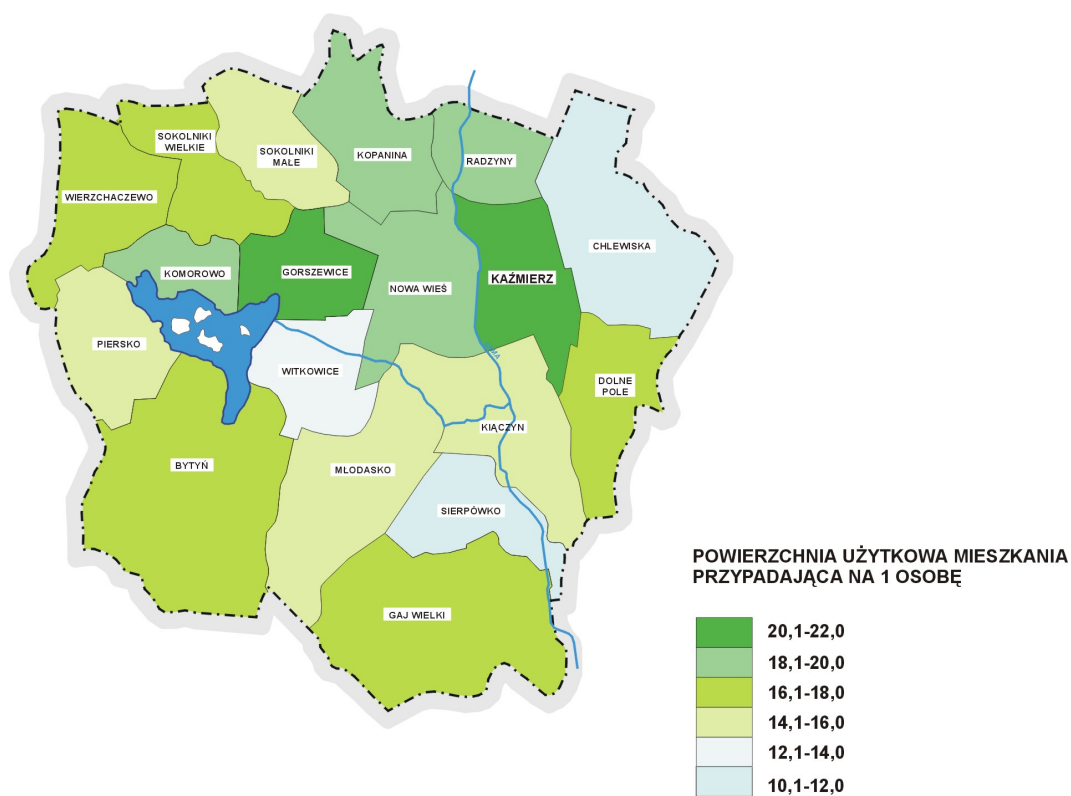 SOKOLNIKI
WIELKIE
SOKOLNIKI
MAŁE
KOPANINA
RADZYNY
WIERZCHACZEWO
CHLEWISKA
KOMOROWO
GORSZEWICE
KAŹMIERZ
NOWA WIEŚ
PIERSKO
WITKOWICE
DOLNE
POLE
KIĄCZYN
BYTYŃ
MŁODASKO
SIERPÓWKO
GAJ WIELKI
POWIERZCHNIA UŻYTKOWA MIESZKANIA
PRZYPADAJĄCA NA 1 OSOBĘ
20,1-22,0
18,1-20,0
16,1-18,0
14,1-16,0
12,1-14,0
10,1-12,0